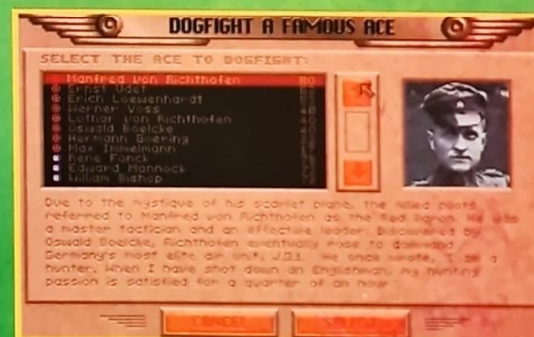 DOGFIGHT A FAMOUS ACE
SELECT THE ACE TO DOGFIGHT:
Manfred von Richthofen 80
Ernst Udet
Erich Loewenhardt
Werner Voss
Lothar von Richthofen 40
Oswald Boelcke 40
Hermann Goering
Max Immelmann
Rene Fonck
Edward Mannock
William Bishop
Due to the mystique of his scarlet plane, the allied pilots
referred to Manfred von Richthofen as the Red Baron. He was
a master tactician and an effective leader. Discovered by
Oswald Boelcke, Richthofen eventually rose to command
Germany's most elite air unit, J.G.1. He once wrote, I am a
hunter. When I have shot down an Englishman, my hunting
passion is satisfied for a quarter of an hour
CANCEL